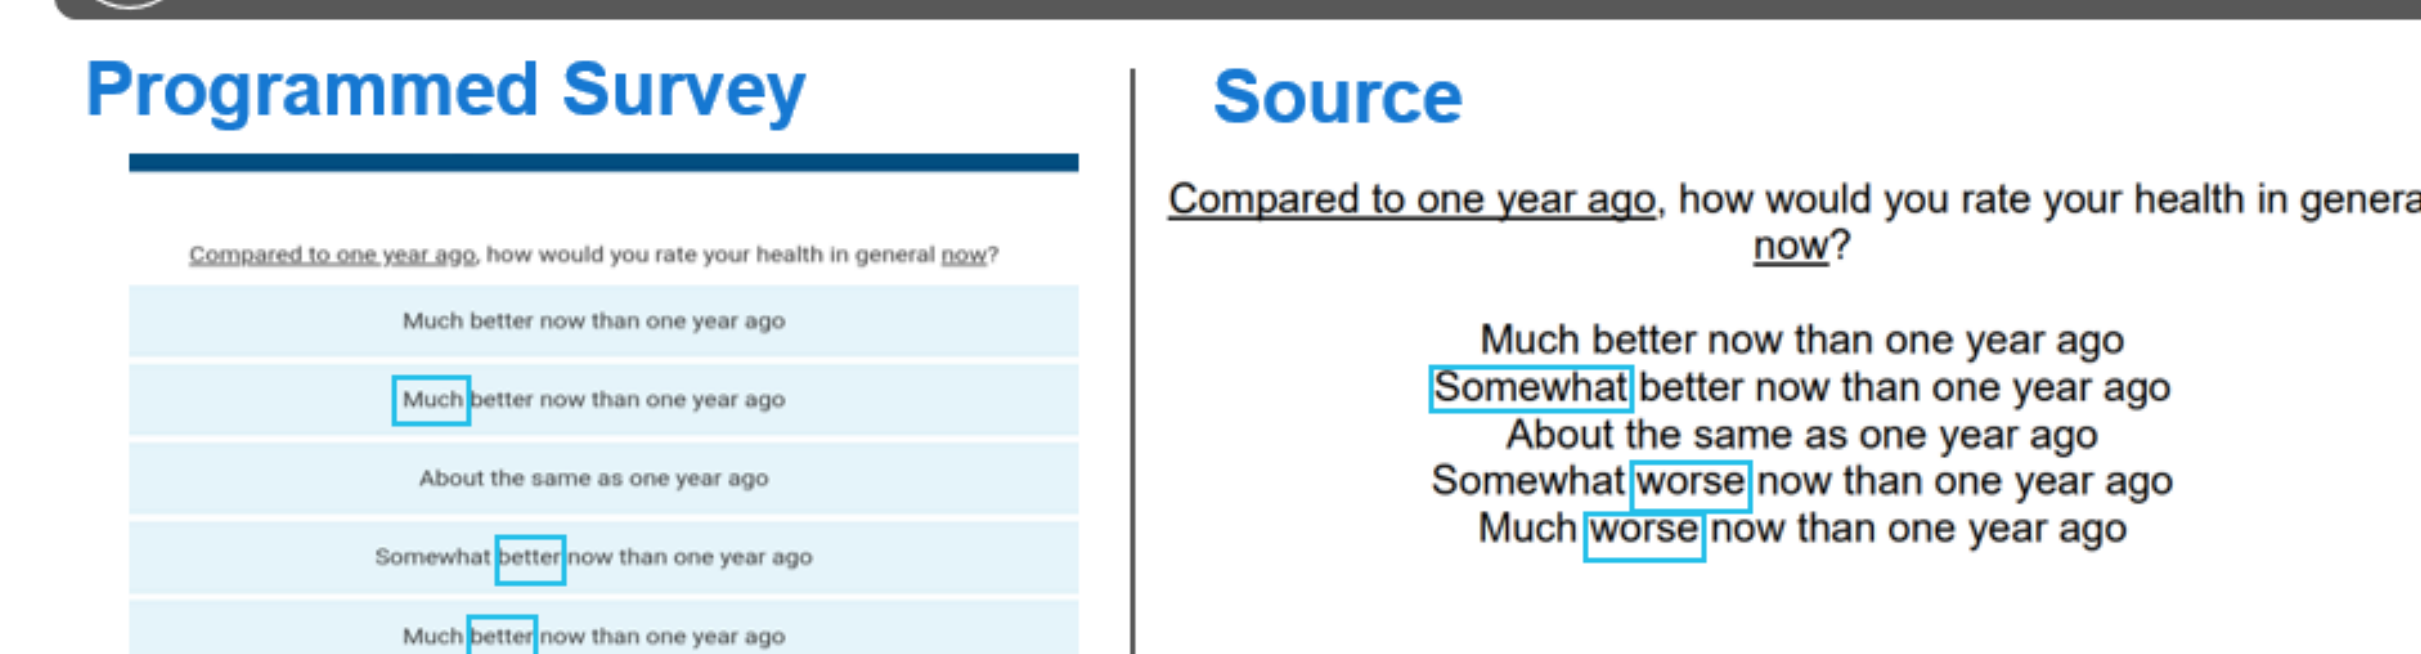 Programmed Survey
Compared to one year ago, how would you rate your health in general now?
Much better now than one year ago
Much better now than one year ago
About the same as one year ago
Somewhat better now than one year ago
Much better now than one year ago
Source
Compared to one year ago, how would you rate your health in genera
now?
Much better now than one year ago
Somewhat better now than one year ago
About the same as one year ago
Somewhat worse now than one year ago
Much worse now than one year ago